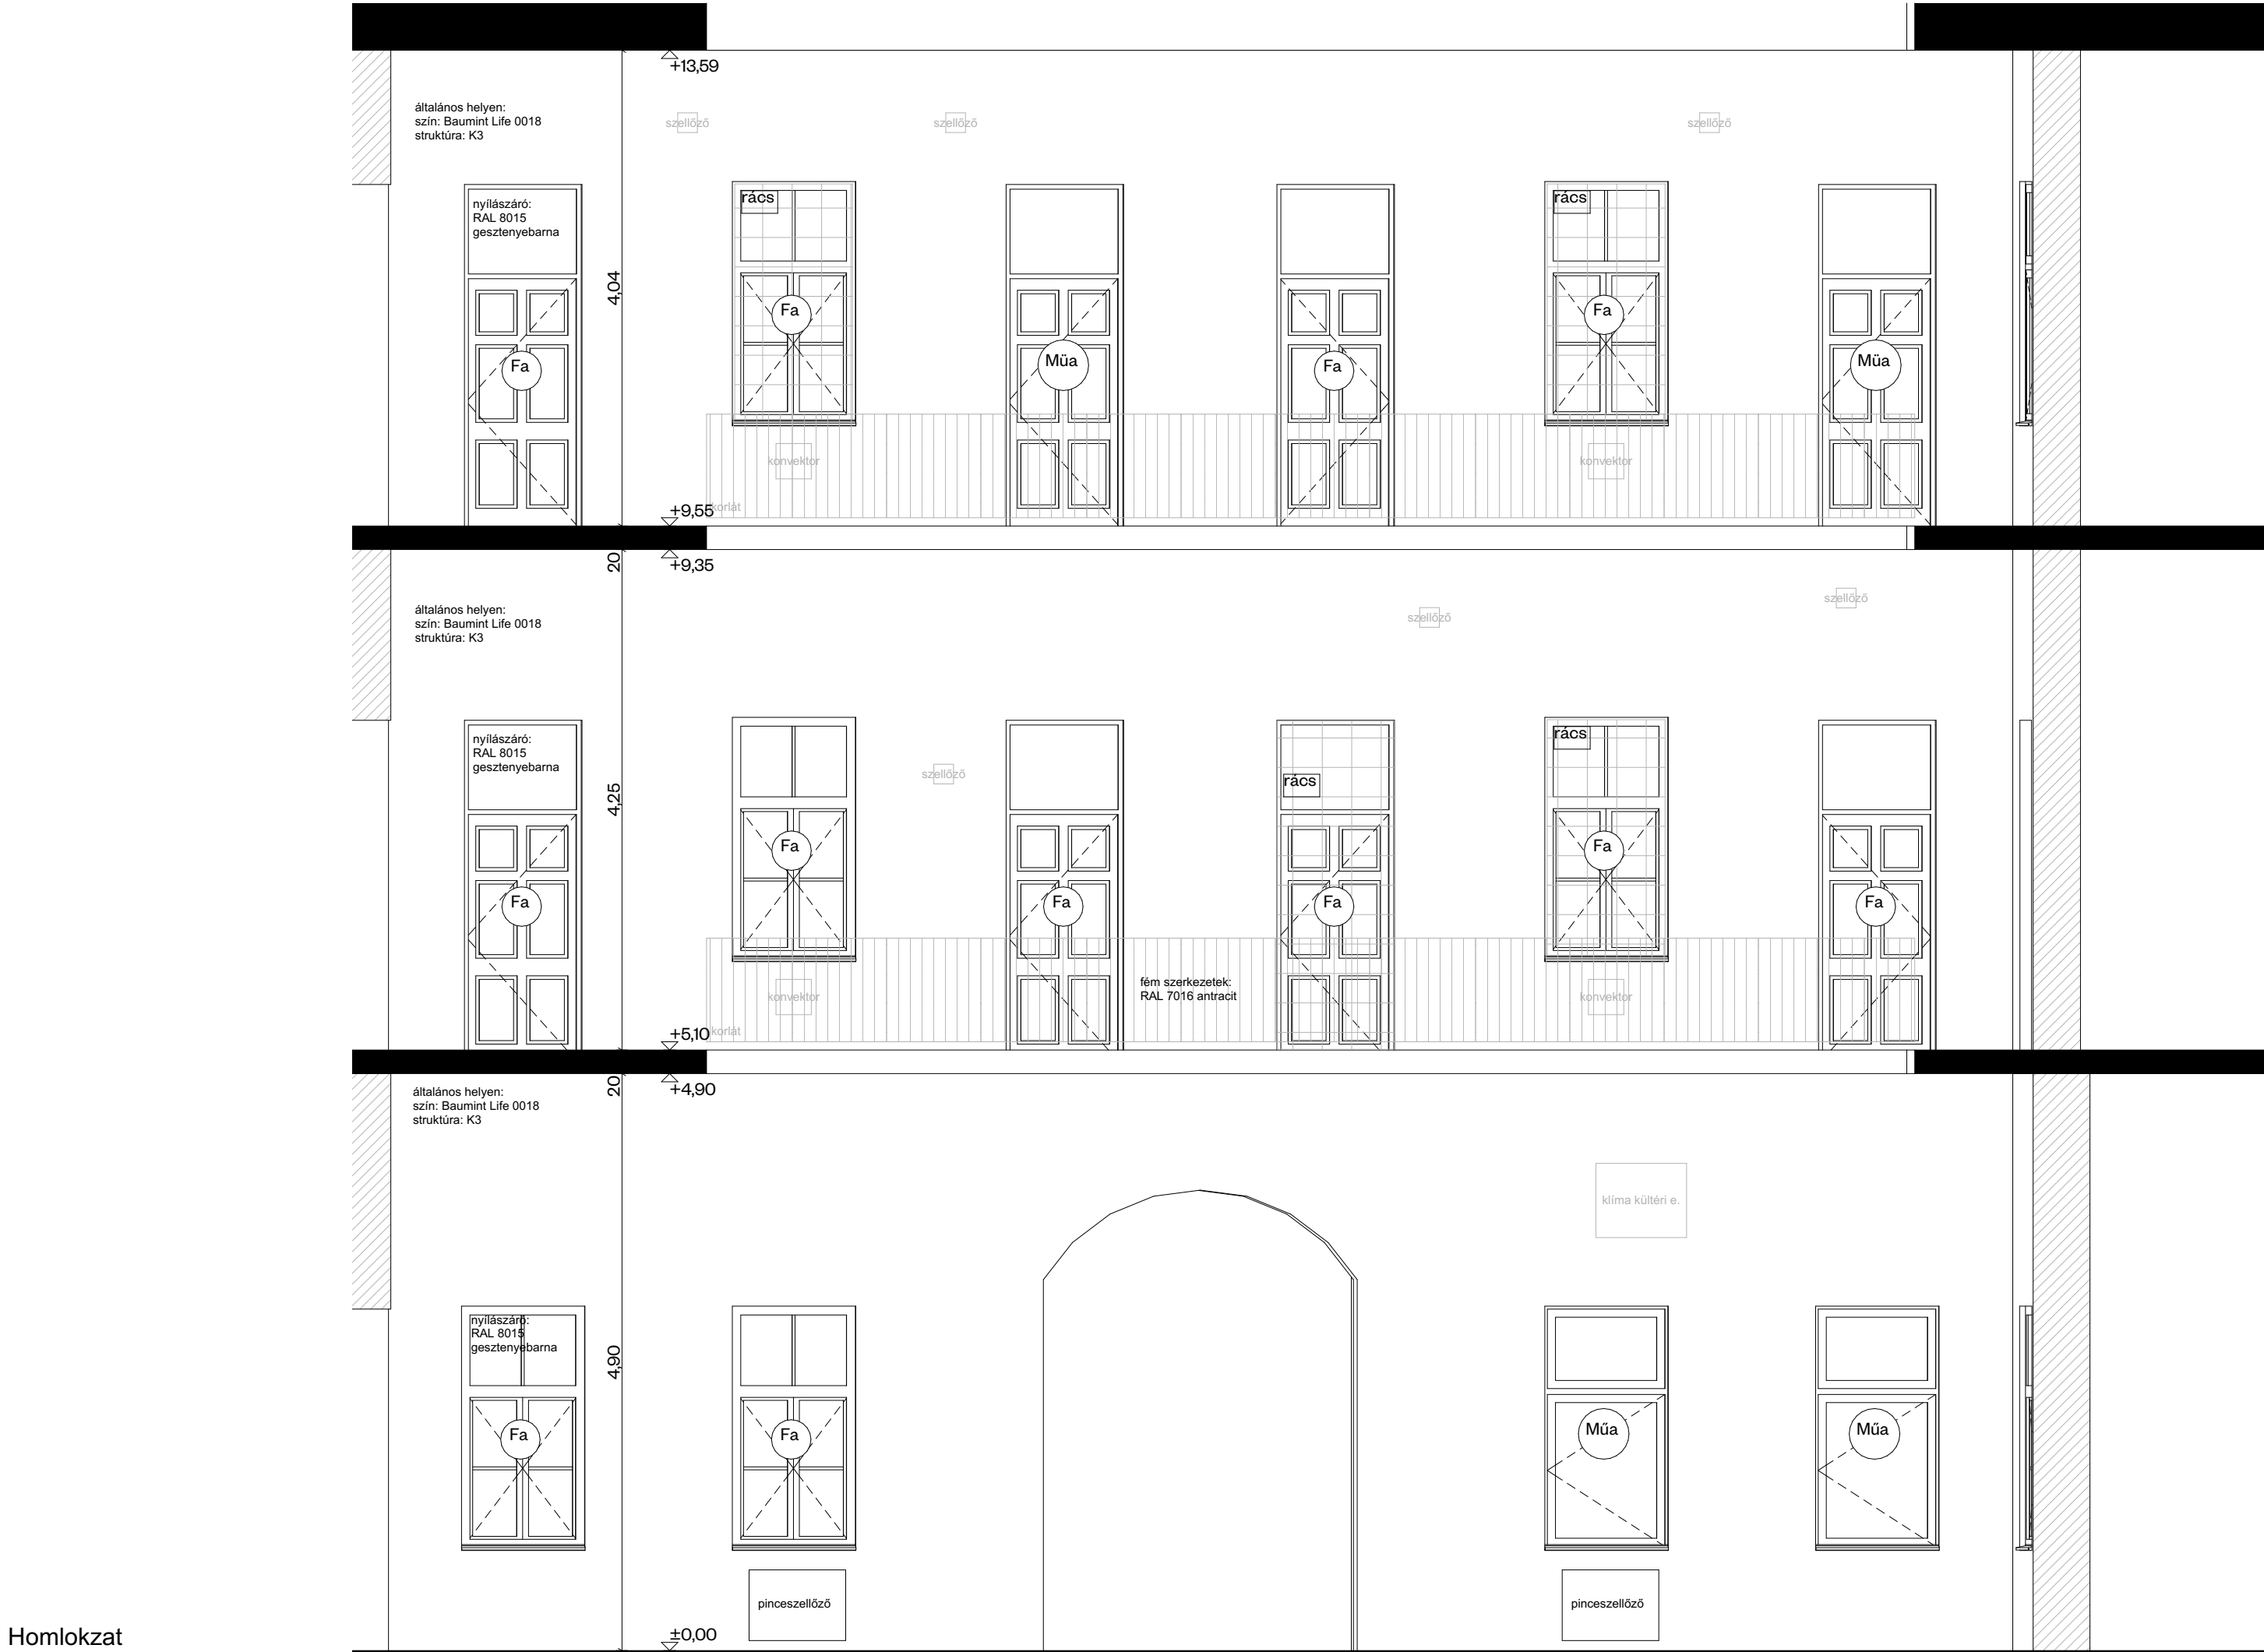 +13,59
általános helyen:
szín: Baumint Life 0018
struktúra: K3
szellőző
szellőző
szellőző
nyílászáró:
RAL 8015
gesztenyebarna
rács
rács
4,04
Fa
Fa
Fa
Müa
Fa
Müa
konvektor
konvektor
+9,55
korlát
20
+9,35
általános helyen:
szín: Baumint Life 0018
struktúra: K3
szellőző
szellőző
nyílászáró:
RAL 8015
gesztenyebarna
rács
szellőző
rács
4,25
Fa
Fa
Fa
Fa
Fa
Fa
konvektor
fém szerkezetek:
RAL 7016 antracit
konvektor
+5,10
korlát
20
+4,90
általános helyen:
szín: Baumint Life 0018
struktúra: K3
klíma kültéri e.
nyílászáró:
RAL 8015
gesztenyebarna
4,90
Fa
Fa
Műa
Műa
pinceszellőző
pinceszellőző
±0,00
Homlokzat